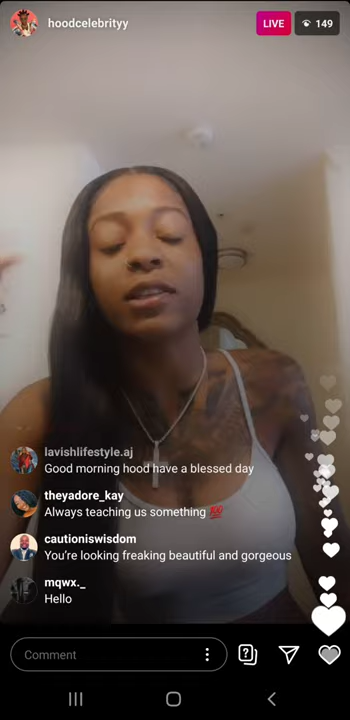 hoodcelebrityy
LIVE
149
lavishlifestyle.aj
Good morning hood have a blessed day
theyadore_kay
Always teaching us something 💯
cautioniswisdom
You're looking freaking beautiful and gorgeous
mqwx._
Hello
Comment